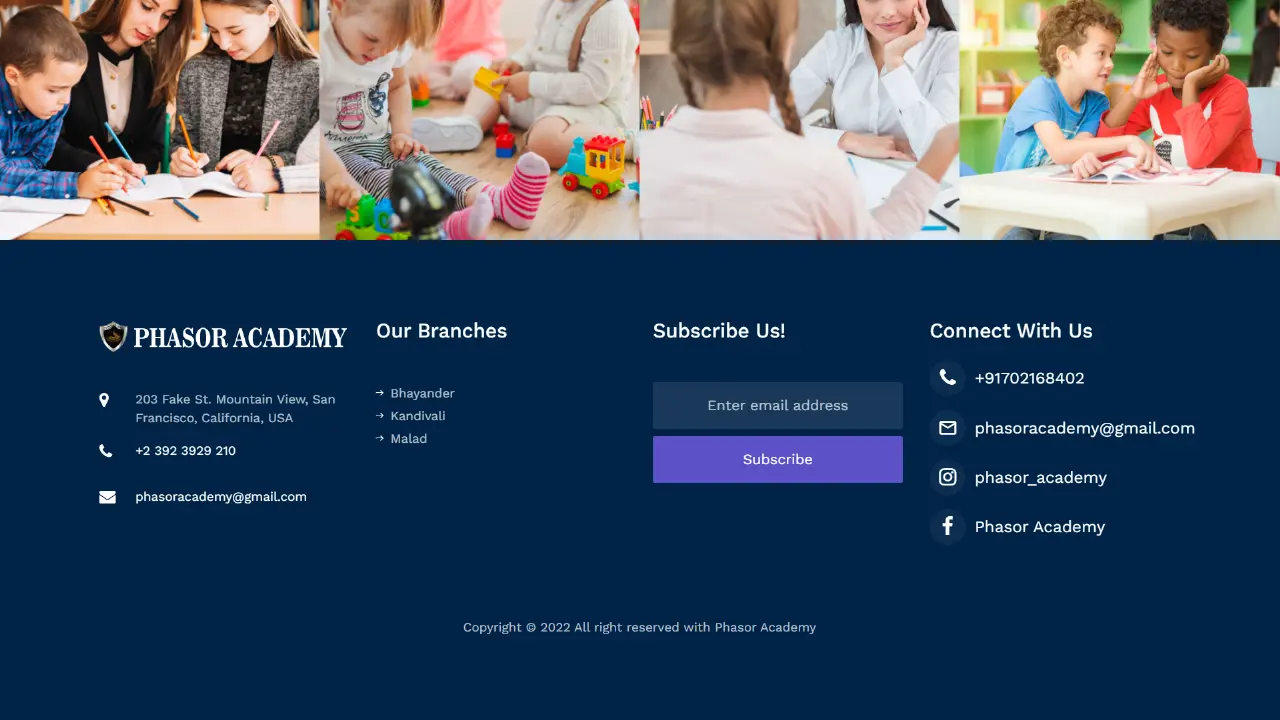 PHASOR ACADEMY
203 Fake St. Mountain View, San
Francisco, California, USA
+2 392 3929 210
phasoracademy@gmail.com
Our Branches
Bhayander
Kandivali
Malad
Subscribe Us!
Enter email address
Subscribe
Connect With Us
+91702168402
phasoracademy@gmail.com
phasor_academy
Phasor Academy
Copyright © 2022 All right reserved with Phasor Academy